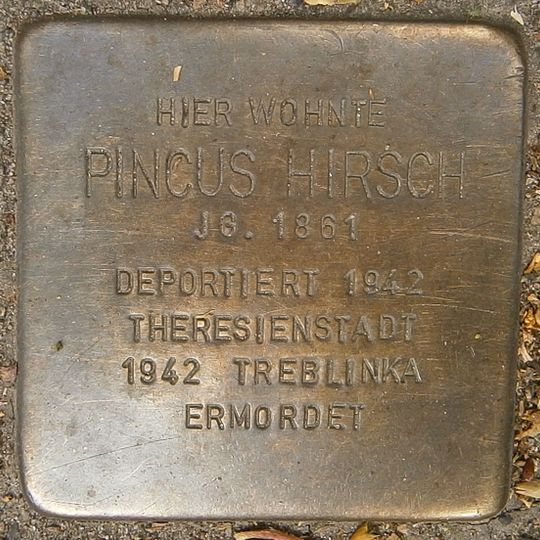 HIER WOHNTE
PINCUS HIRSCH
JG. 1861
DEPORTIERT 1942
THERESIENSTADT
1942 TREBLINKA
ERMORDET